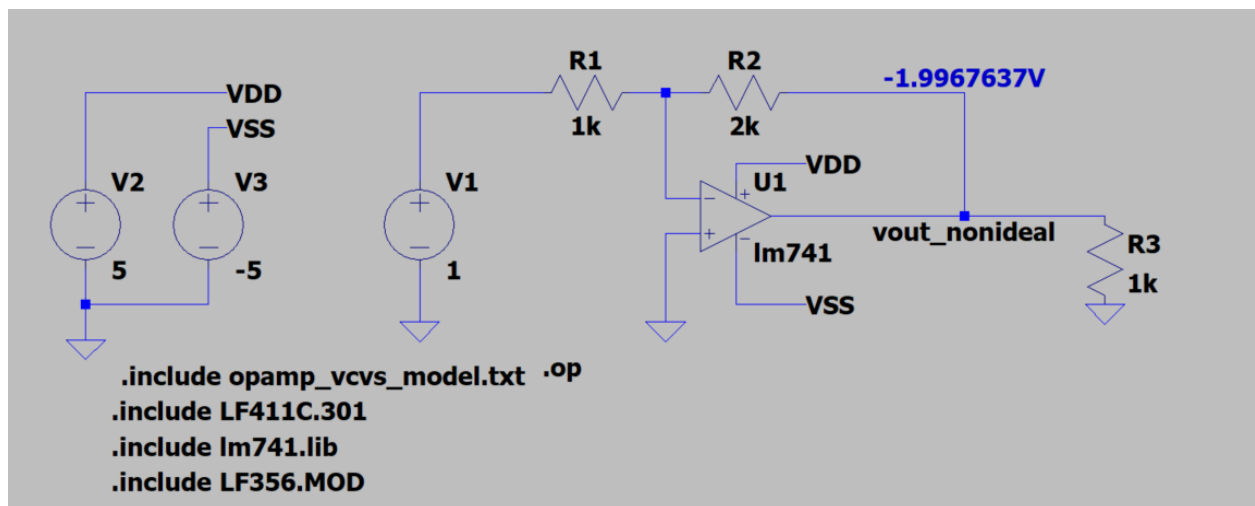 VDD
VSS
V2
5
V3
-5
V1
1
R1
1k
R2
2k
-1.9967637V
VDD
U1
lm741
VSS
vout_nonideal
R3
1k
.include opamp_vcvs_model.txt
.op
.include LF411C.301
.include lm741.lib
.include LF356.MOD